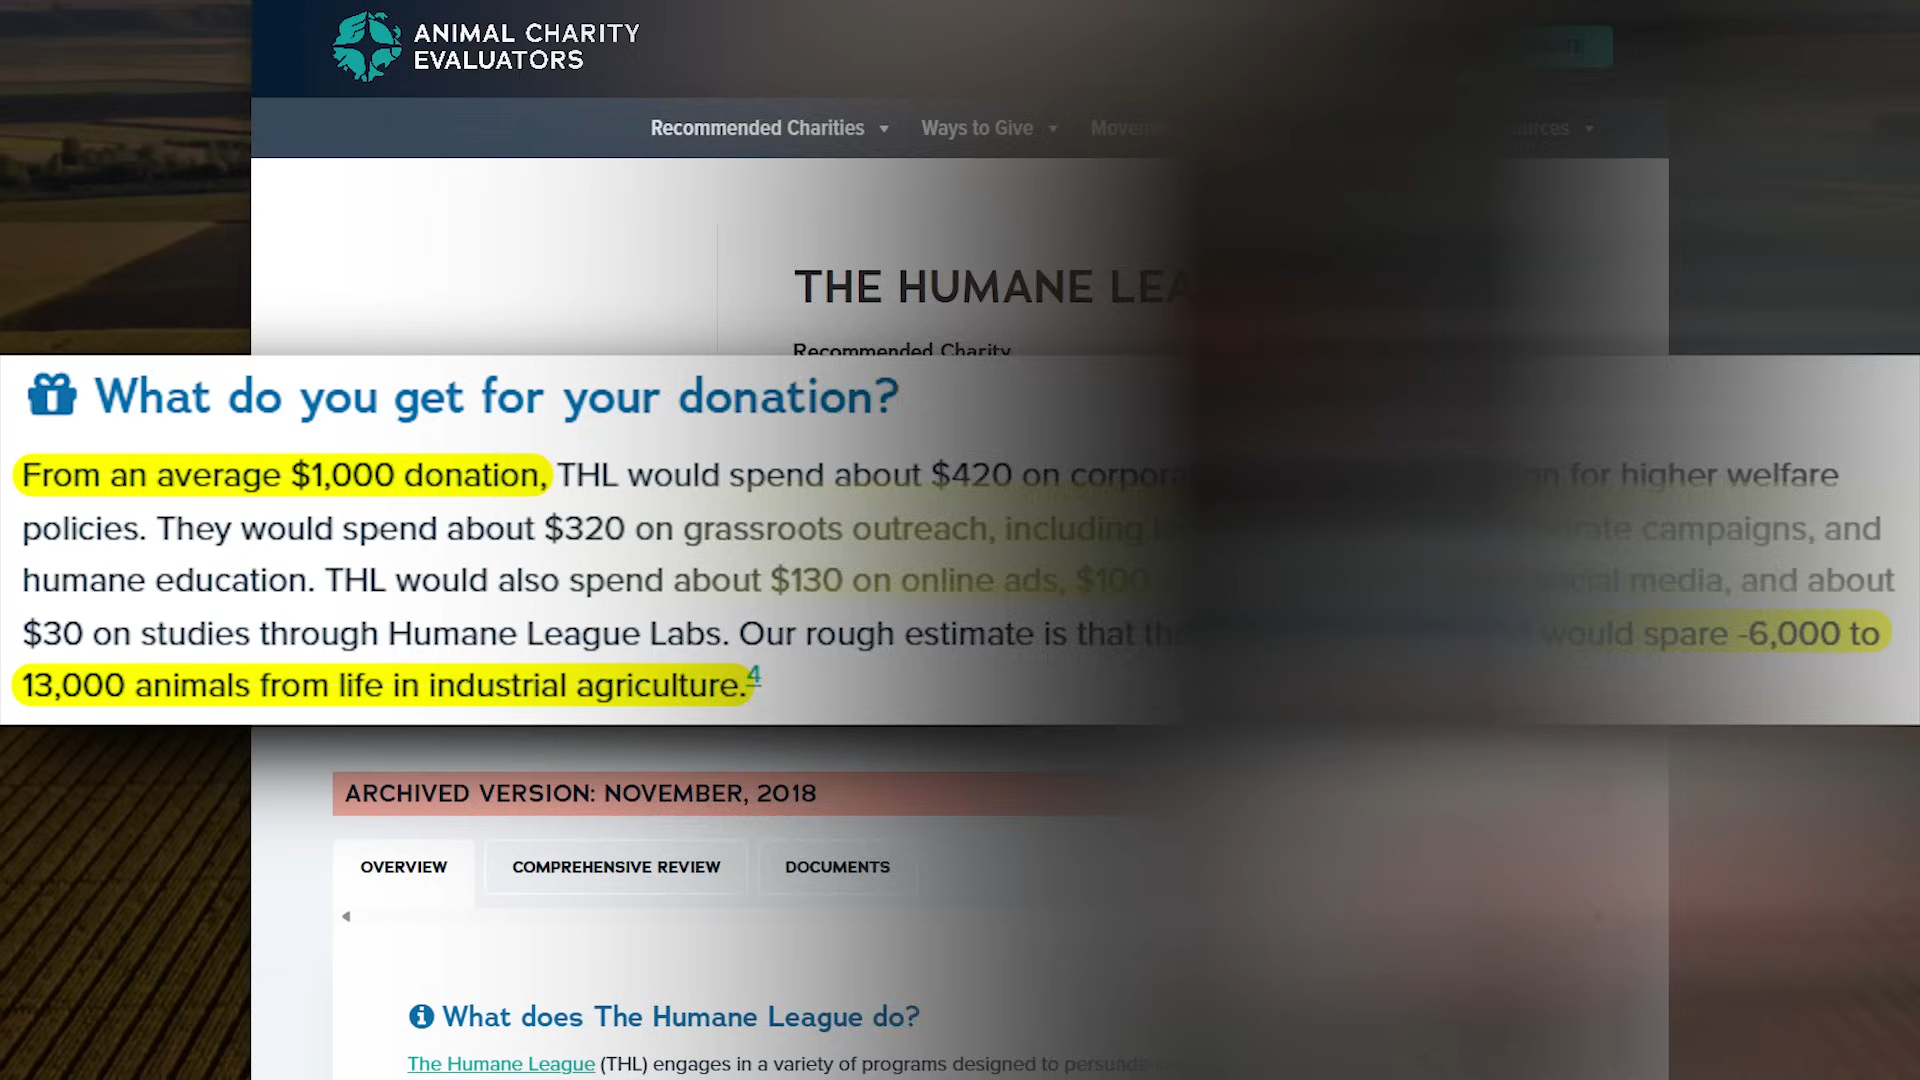 ANIMAL CHARITY
EVALUATORS
Recommended Charities Ways to Give
THE HUMANE LEA
Recommended Charity
What do you get for your donation?
From an average $1,000 donation, THL would spend about $420 on corpora for higher welfare
policies. They would spend about $320 on grassroots outreach, including campaigns, and
humane education. THL would also spend about $130 on online ads, $100 social media, and about
$30 on studies through Humane League Labs. Our rough estimate is that would spare -6,000 to
13,000 animals from life in industrial agriculture.4
ARCHIVED VERSION: NOVEMBER, 2018
OVERVIEW COMPREHENSIVE REVIEW DOCUMENTS
What does The Humane League do?
The Humane League (THL) engages in a variety of programs designed to persuade